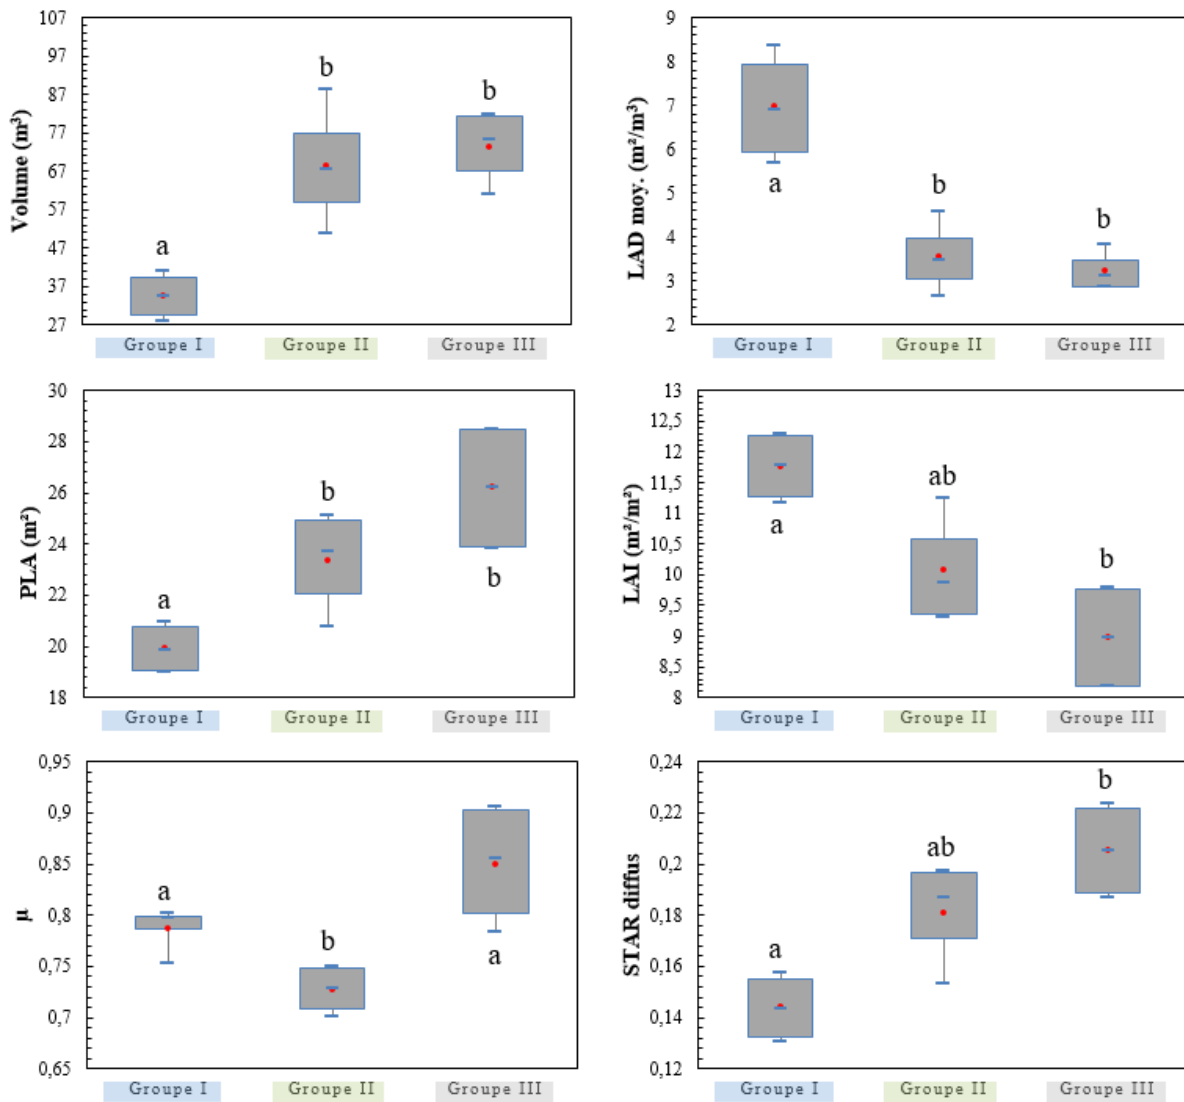 Volume (m³)
107
97
87
77
67
57
47
37
27
a
b
b
Groupe I
Groupe II
Groupe III
LAD moy. (m²/m³)
9
8
7
6
5
4
3
2
a
b
b
Groupe I
Groupe II
Groupe III
PLA (m²)
30
28
26
24
22
20
18
a
b
b
Groupe I
Groupe II
Groupe III
LAI (m²/m²)
13
12,5
12
11,5
11
10,5
10
9,5
9
8,5
8
a
ab
b
Groupe I
Groupe II
Groupe III
µ
0,95
0,9
0,85
0,8
0,75
0,7
0,65
a
b
a
Groupe I
Groupe II
Groupe III
STAR diffus
0,24
0,22
0,2
0,18
0,16
0,14
0,12
a
ab
b
Groupe I
Groupe II
Groupe III